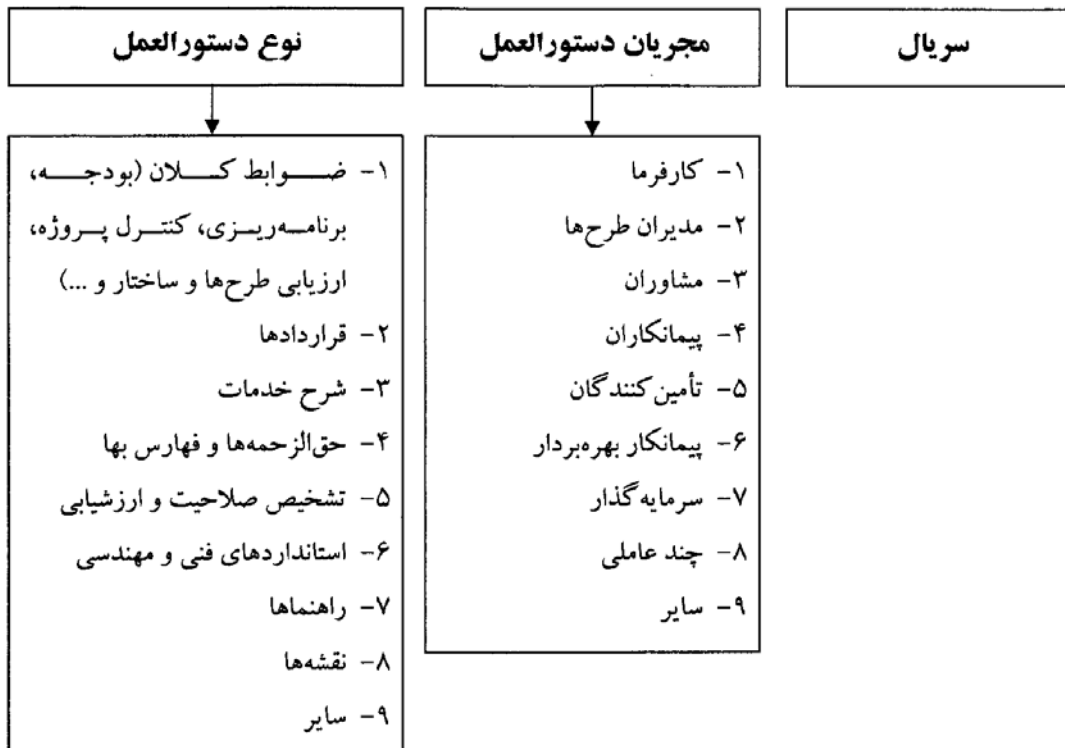 سریال
مجریان دستورالعمل
نوع دستورالعمل
۱- کارفرما
۲- مدیران طرح‌ها
۳- مشاوران
۴- پیمانکاران
۵- تأمین‌کنندگان
۶- پیمانکار بهره‌بردار
۷- سرمایه‌گذار
۸- چند عاملی
۹- سایر
۱- ضوابط کلان (بودجه،
برنامه‌ریزی، کنترل پروژه،
ارزیابی طرح‌ها و ساختار و ...)
۲- قراردادها
۳- شرح خدمات
۴- حق‌الزحمه‌ها و فهارس بها
۵- تشخیص صلاحیت و ارزشیابی
۶- استانداردهای فنی و مهندسی
۷- راهنماها
۸- نقشه‌ها
۹- سایر